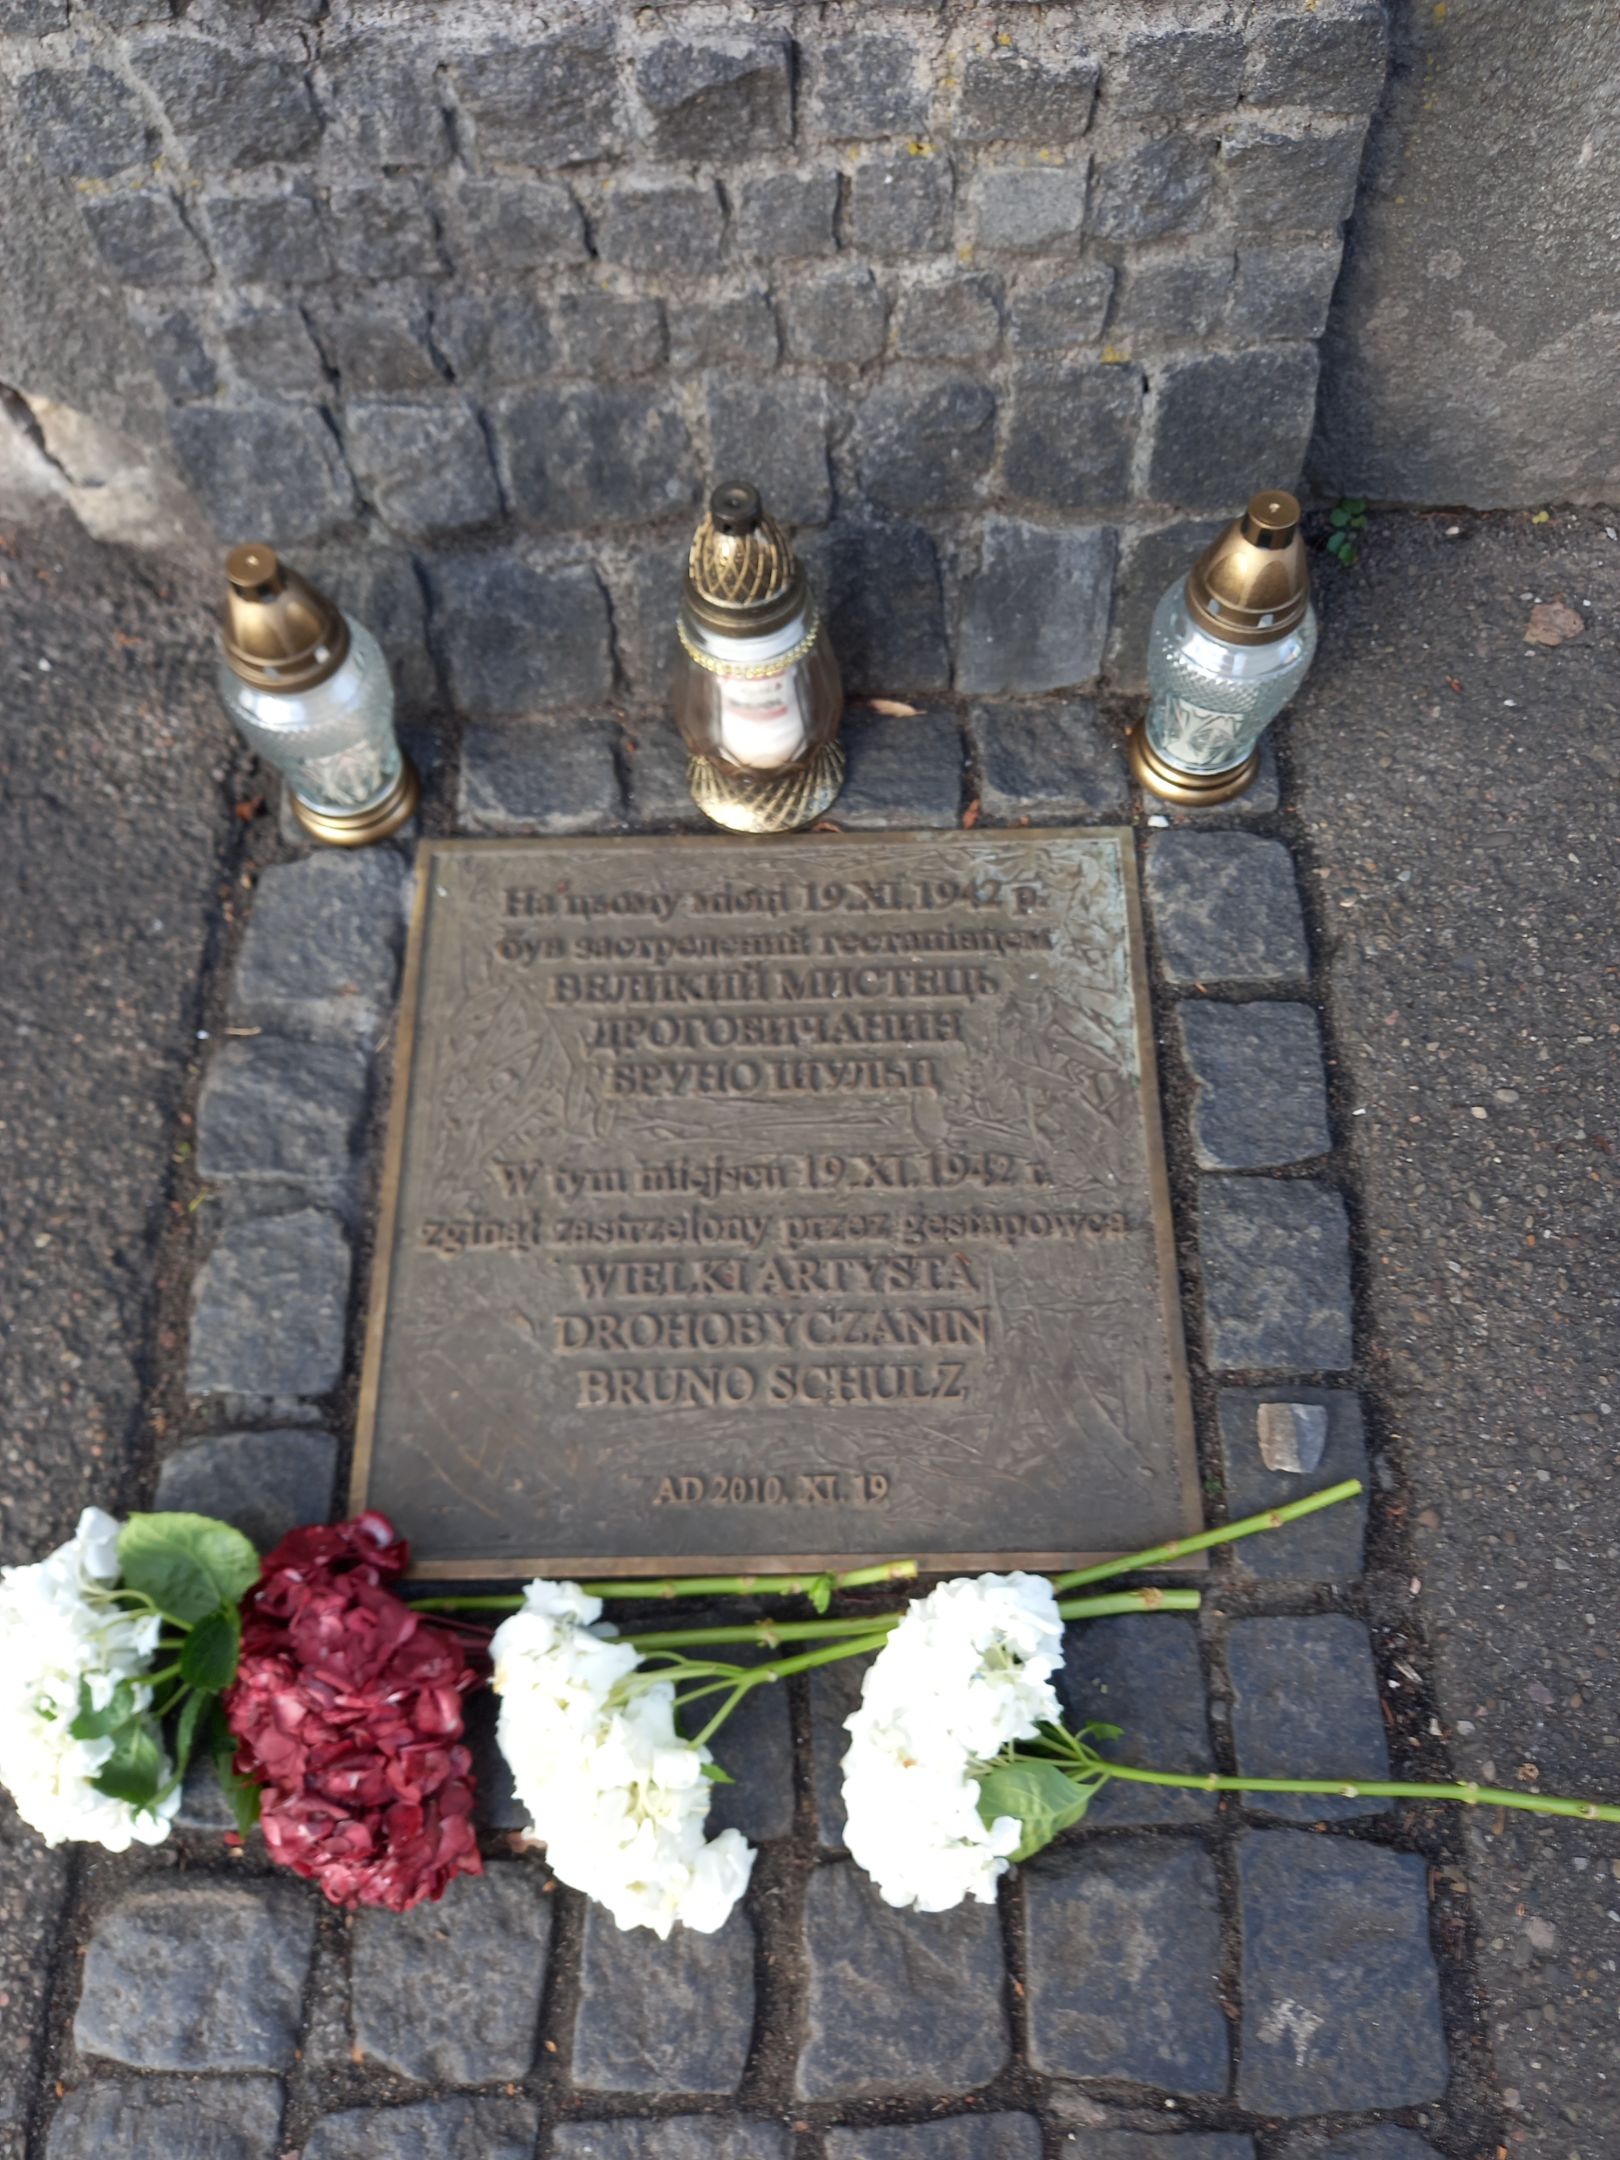 На цьому місці 19.XI.1942 р.
був застрелений гестапівцем
ВЕЛИКИЙ МИСТЕЦЬ
ДРОГОБИЧАНИН
БРУНО ШУЛЬЦ
W tym miejscu 19.XI.1942 r.
zginął zastrzelony przez gestapowca
WIELKI ARTYSTA
DROHOBYCZANIN
BRUNO SCHULZ
AD 2010. XI. 19